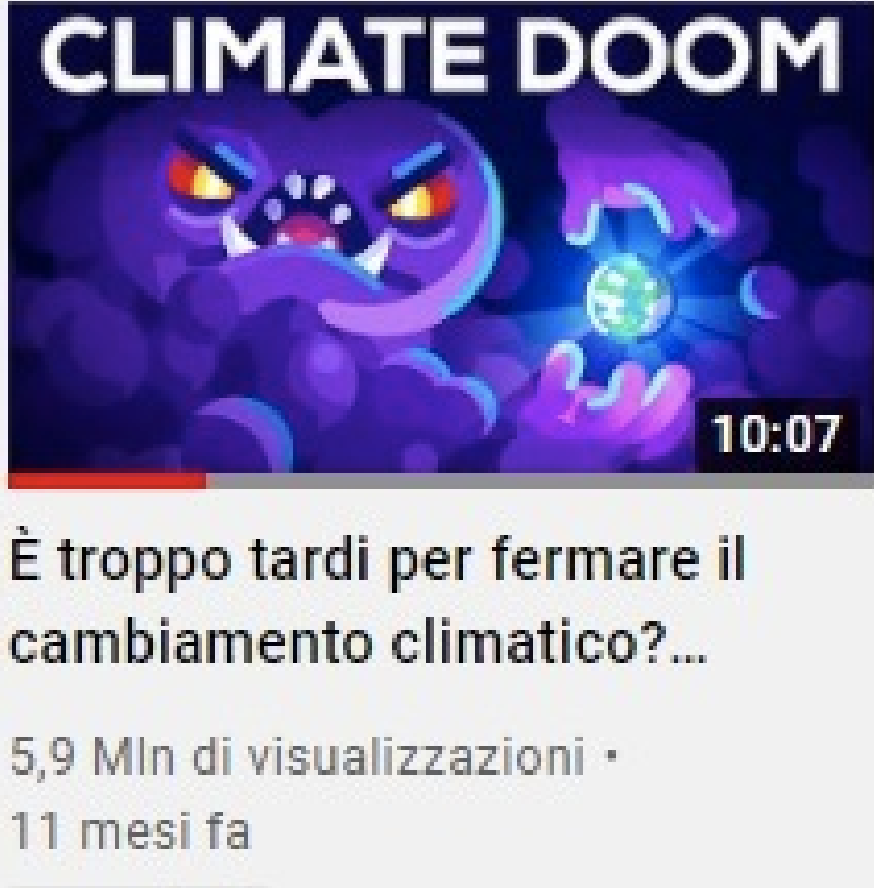 CLIMATE DOOM
10:07
È troppo tardi per fermare il
cambiamento climatico?...
5,9 Mln di visualizzazioni •
11 mesi fa